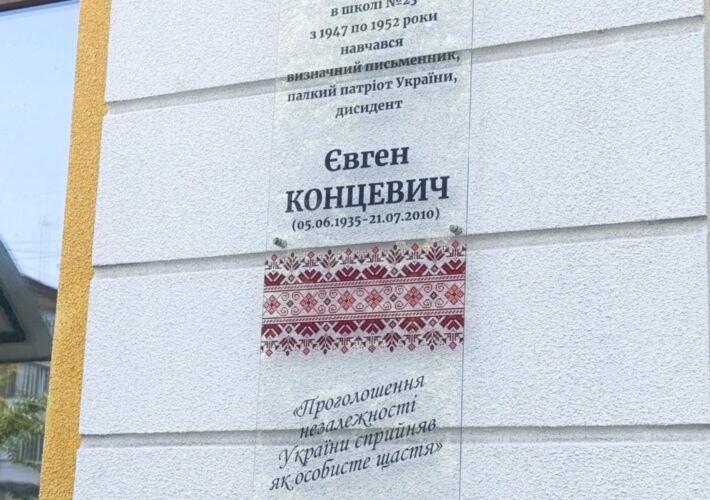 в школі №23
з 1947 по 1952 роки
навчався
визначний письменник,
палкий патріот України,
дисидент
Євген
КОНЦЕВИЧ
(05.06.1935-21.07.2010)
«Проголошення
незалежності
України сприйняв
як особисте щастя»